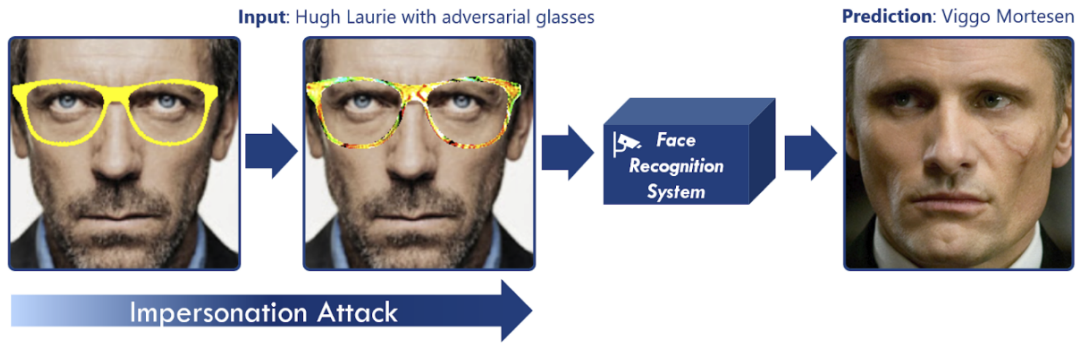 Input: Hugh Laurie with adversarial glasses
Prediction: Viggo Mortesen
Face
Recognition
System
Impersonation Attack